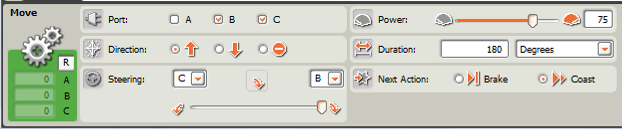 Move
Port: A B C
Power: 75
Direction:
Duration: 180 Degrees
Steering: C B
Next Action: Brake Coast
R
0 A
0 B
0 C